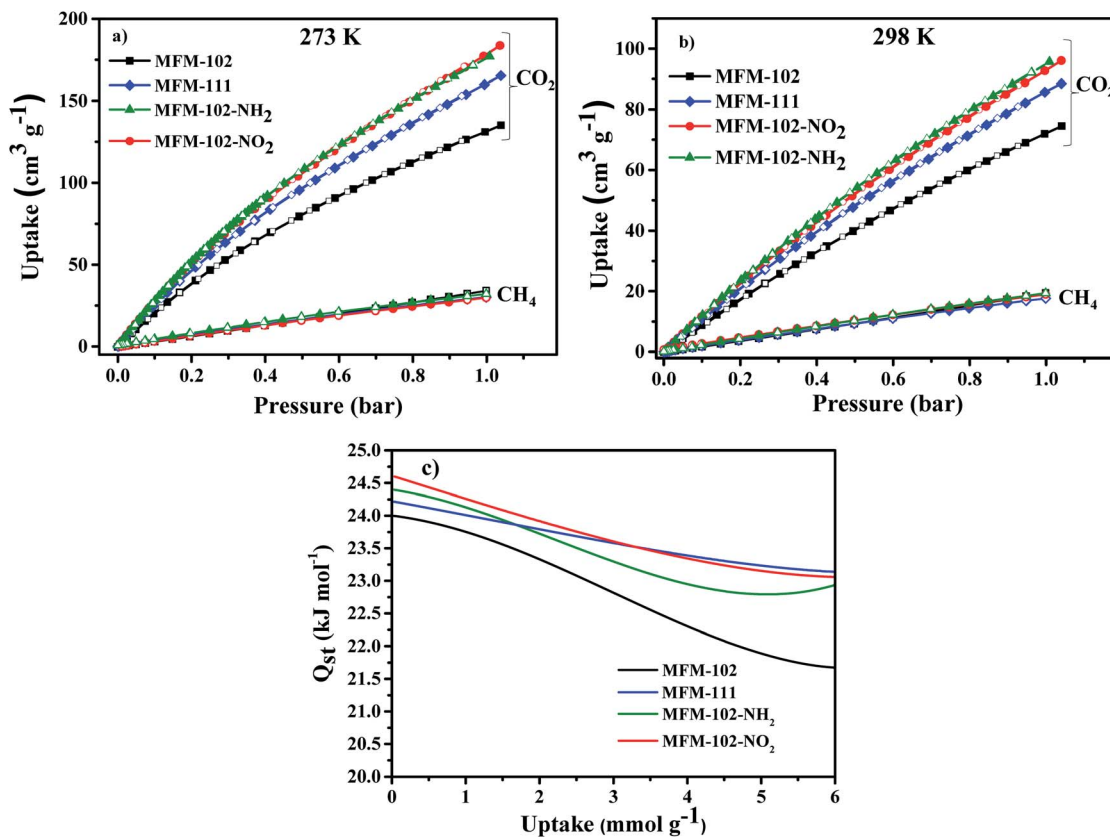 a)
273 K
MFM-102
MFM-111
MFM-102-NH₂
MFM-102-NO₂
CO₂
CH₄
Uptake (cm³ g⁻¹)
200
150
100
50
0
0.0 0.2 0.4 0.6 0.8 1.0
Pressure (bar)
b)
298 K
MFM-102
MFM-111
MFM-102-NO₂
MFM-102-NH₂
CO₂
CH₄
Uptake (cm³ g⁻¹)
100
80
60
40
20
0
0.0 0.2 0.4 0.6 0.8 1.0
Pressure (bar)
c)
Qst (kJ mol⁻¹)
25.0
24.5
24.0
23.5
23.0
22.5
22.0
21.5
21.0
20.5
20.0
MFM-102
MFM-111
MFM-102-NH₂
MFM-102-NO₂
0 1 2 3 4 5 6
Uptake (mmol g⁻¹)